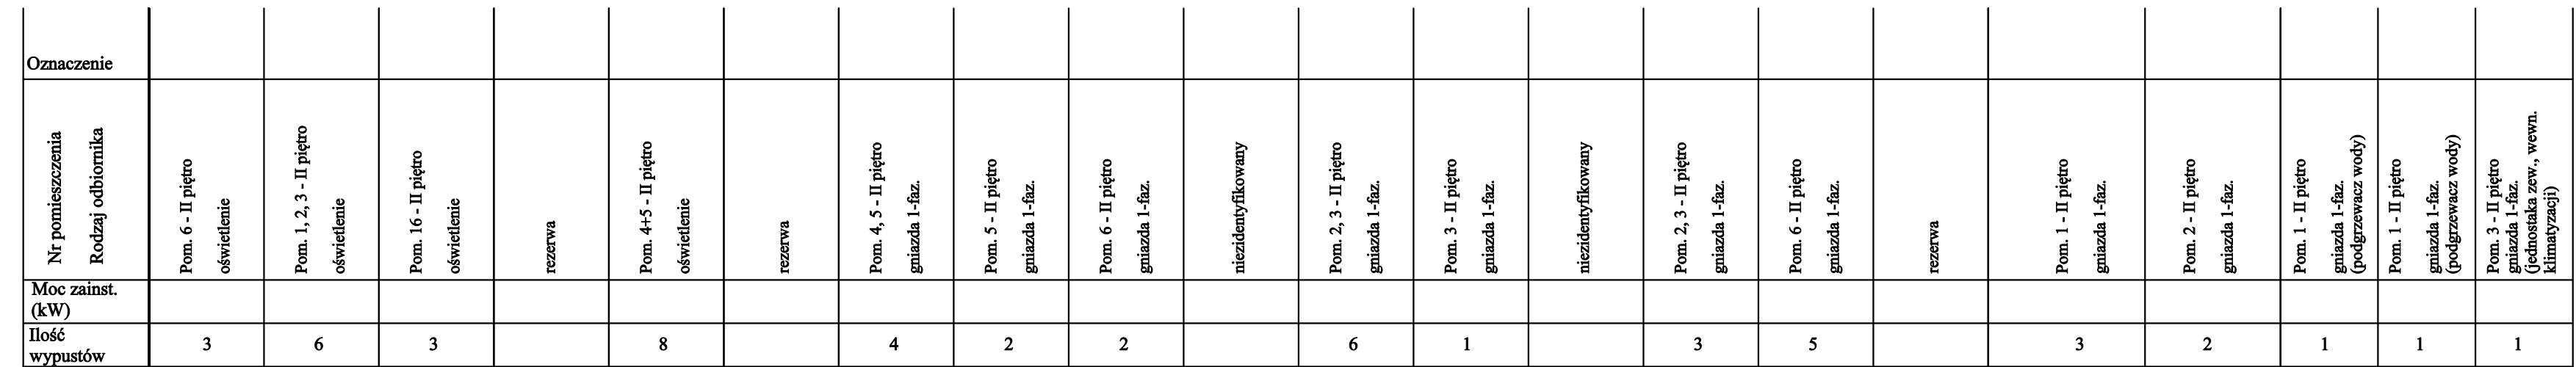 Oznaczenie
Nr pomieszczenia
Rodzaj odbiornika
Pom. 6 - II piętro
oświetlenie
Pom. 1, 2, 3 - II piętro
oświetlenie
Pom. 16 - II piętro
oświetlenie
rezerwa
Pom. 4+5 - II piętro
oświetlenie
rezerwa
Pom. 4, 5 - II piętro
gniazda 1-faz.
Pom. 5 - II piętro
gniazda 1-faz.
Pom. 6 - II piętro
gniazda 1-faz.
niezidentyfikowany
Pom. 2, 3 - II piętro
gniazda 1-faz.
Pom. 3 - II piętro
gniazda 1-faz.
niezidentyfikowany
Pom. 2, 3 - II piętro
gniazda 1-faz.
Pom. 6 - II piętro
gniazda 1-faz.
rezerwa
Pom. 1 - II piętro
gniazda 1-faz.
Pom. 2 - II piętro
gniazda 1-faz.
Pom. 1 - II piętro
gniazda 1-faz.
(podgrzewacz wody)
Pom. 1 - II piętro
gniazda 1-faz.
(podgrzewacz wody)
Pom. 3 - II piętro
gniazda 1-faz.
(jednostaka zew., wewn.
klimatyzacji)
Moc zainst.
(kW)
Ilość
wypustów
3 6 3 8 4 2 2 6 1 3 5 3 2 1 1 1